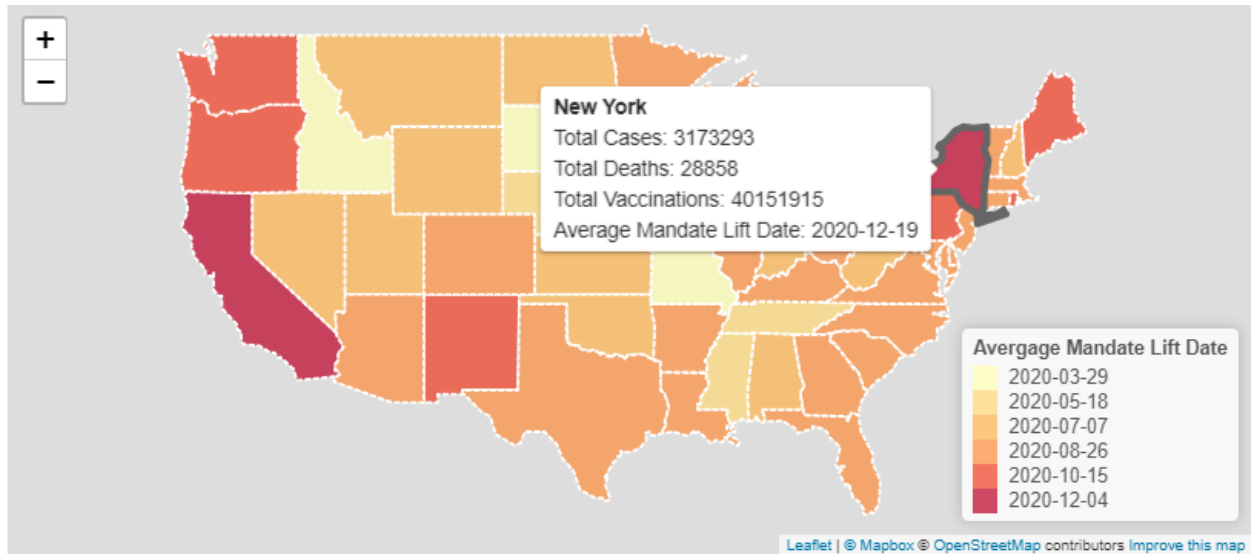 +
−
New York
Total Cases: 3173293
Total Deaths: 28858
Total Vaccinations: 40151915
Average Mandate Lift Date: 2020-12-19
Avergage Mandate Lift Date
2020-03-29
2020-05-18
2020-07-07
2020-08-26
2020-10-15
2020-12-04
Leaflet | © Mapbox © OpenStreetMap contributors Improve this map